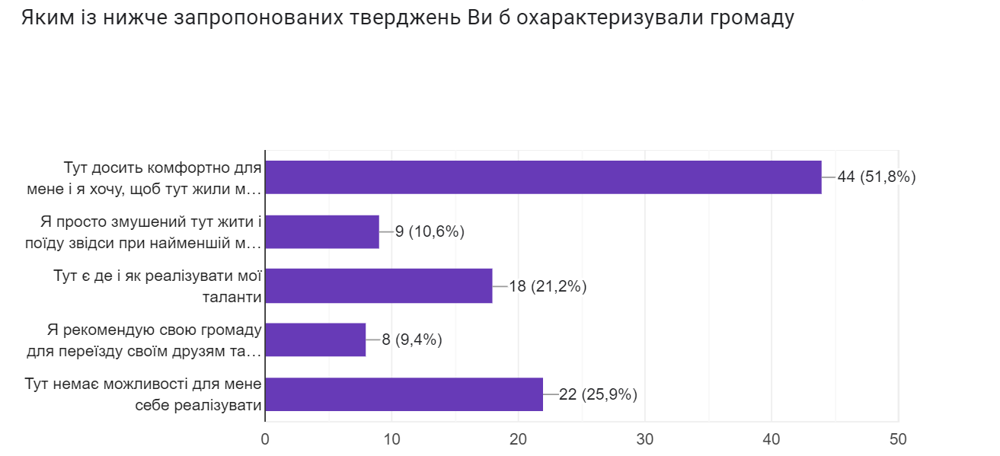 Яким із нижче запропонованих тверджень Ви б охарактеризували громаду
Тут досить комфортно для
мене і я хочу, щоб тут жили м…
44 (51,8%)
Я просто змушений тут жити і
поїду звідси при найменшій м…
9 (10,6%)
Тут є де і як реалізувати мої
таланти
18 (21,2%)
Я рекомендую свою громаду
для переїзду своїм друзям та…
8 (9,4%)
Тут немає можливості для мене
себе реалізувати
22 (25,9%)
0 10 20 30 40 50